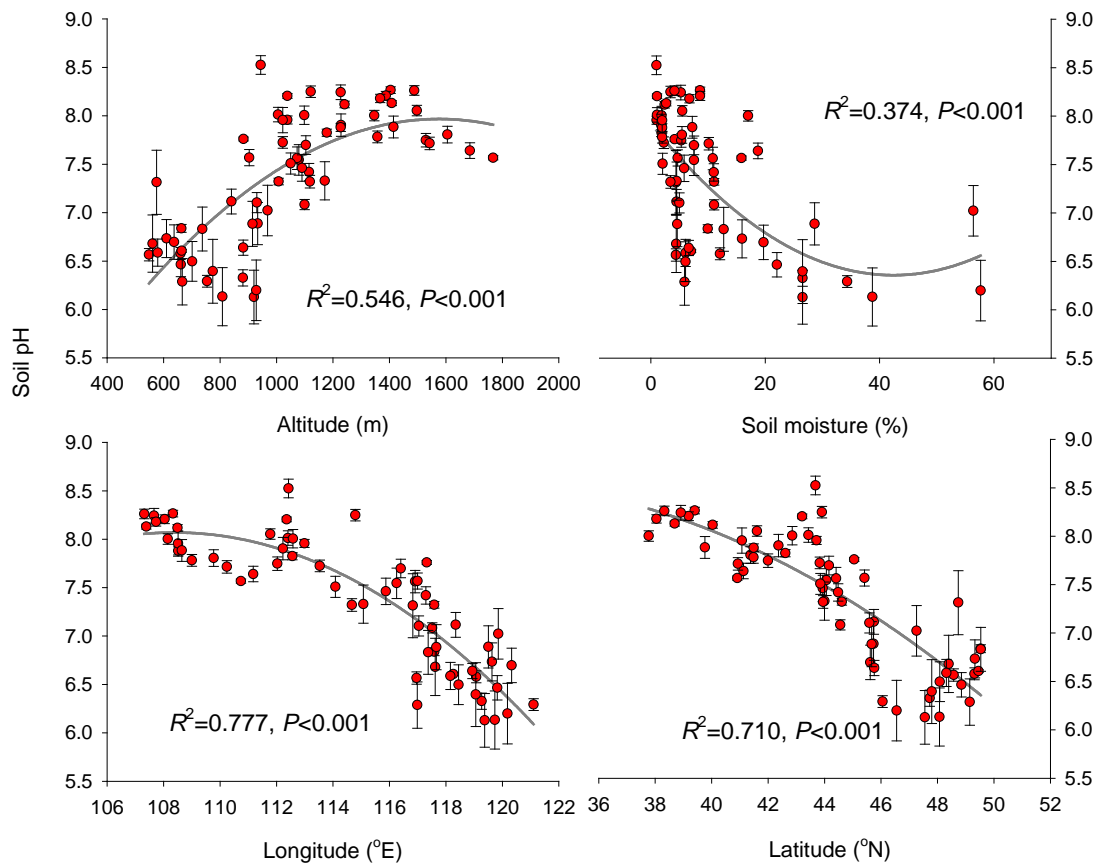 9.0
8.5
8.0
7.5
7.0
6.5
6.0
5.5
R²=0.546, P<0.001
400 600 800 1000 1200 1400 1600 1800 2000
Altitude (m)
9.0
8.5
8.0
7.5
7.0
6.5
6.0
5.5
R²=0.374, P<0.001
0 20 40 60
Soil moisture (%)
Soil pH
9.0
8.5
8.0
7.5
7.0
6.5
6.0
5.5
R²=0.777, P<0.001
106 108 110 112 114 116 118 120 122
Longitude (°E)
9.0
8.5
8.0
7.5
7.0
6.5
6.0
5.5
R²=0.710, P<0.001
36 38 40 42 44 46 48 50 52
Latitude (°N)